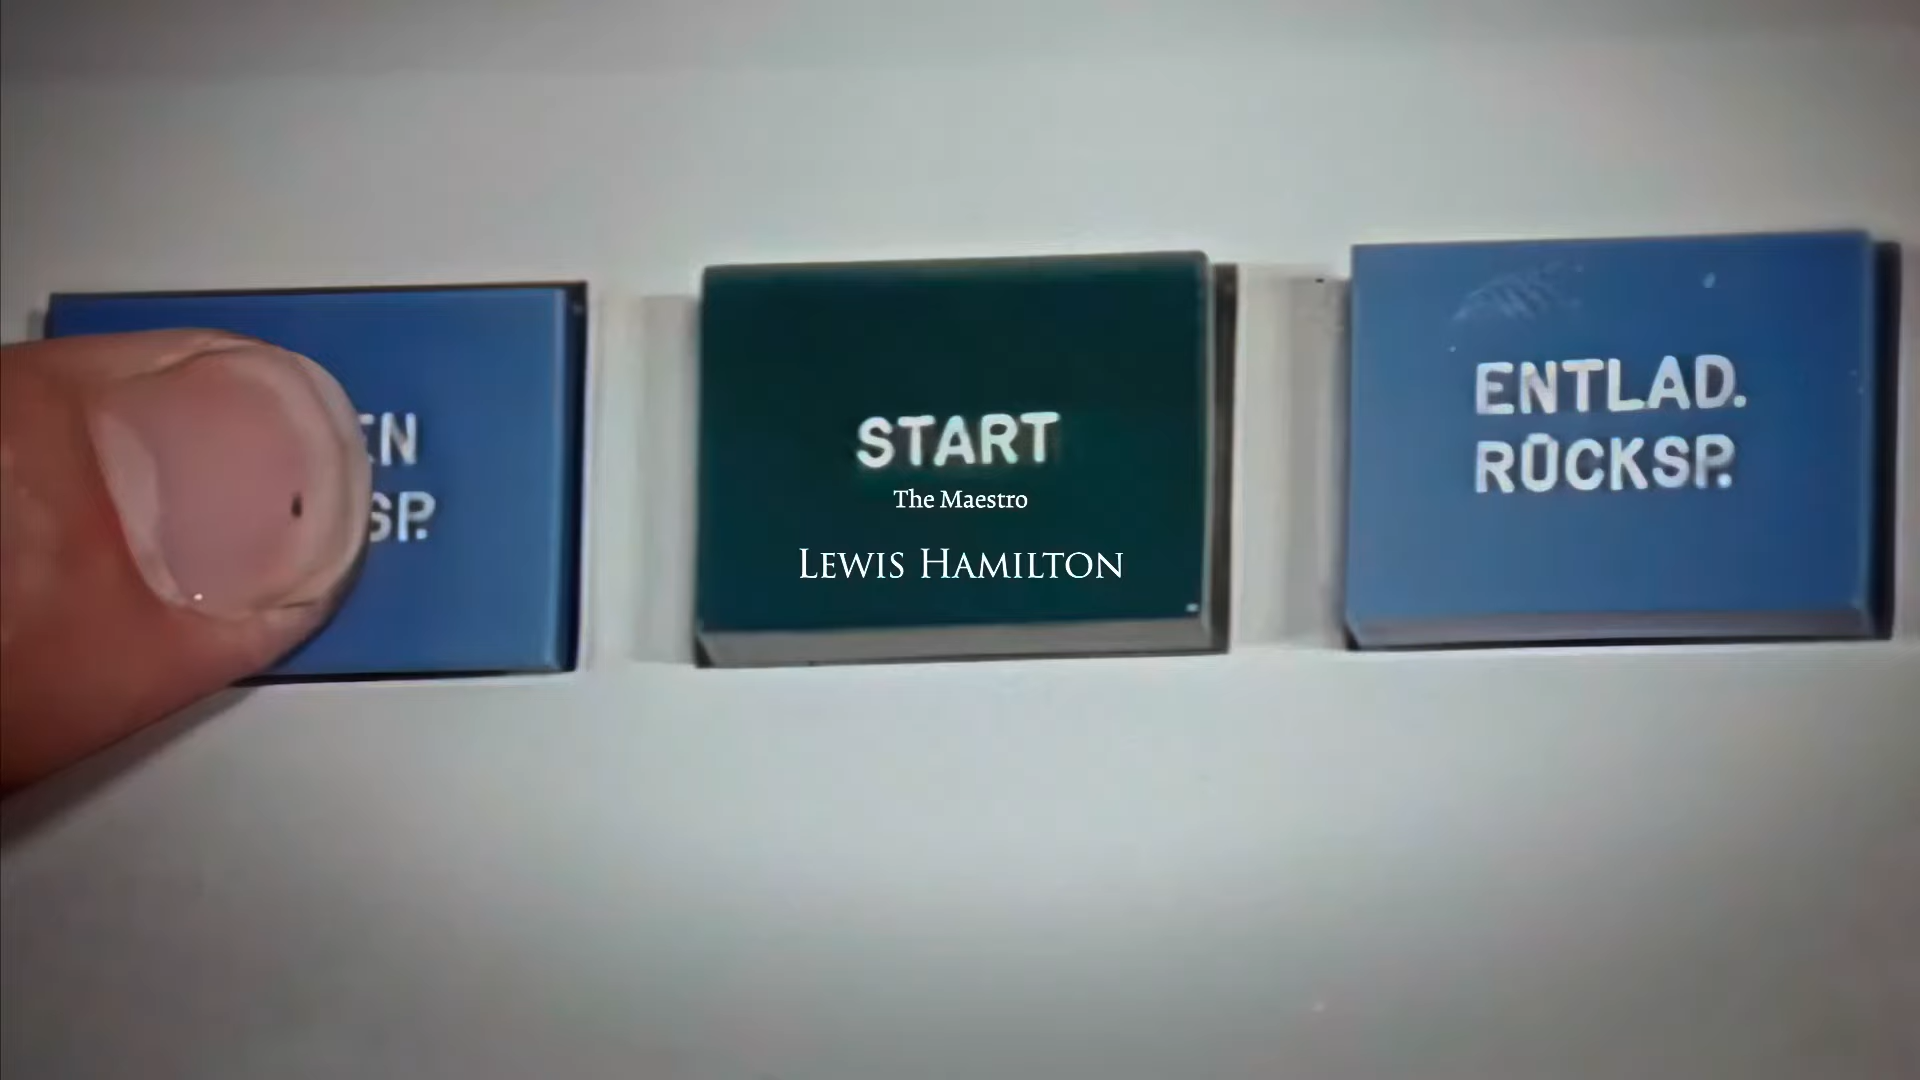 START
The Maestro
LEWIS HAMILTON
ENTLAD.
RÜCKSP.